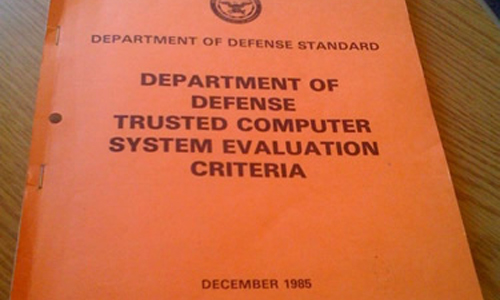 DEPARTMENT OF DEFENSE STANDARD
DEPARTMENT OF
DEFENSE
TRUSTED COMPUTER
SYSTEM EVALUATION
CRITERIA
DECEMBER 1985